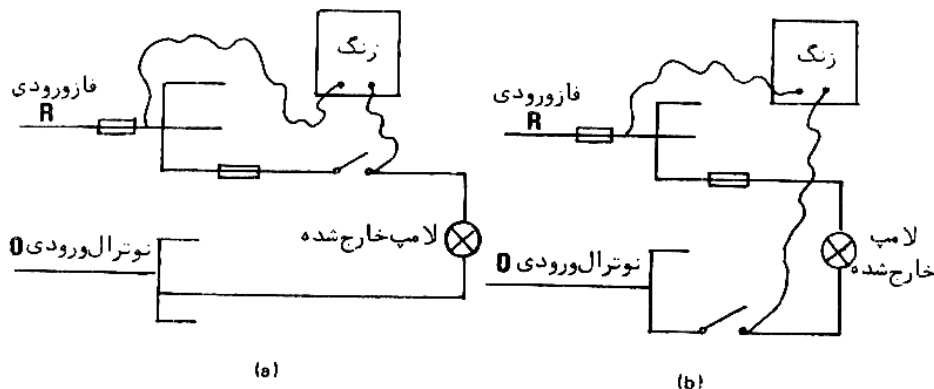 زنگ
فازورودی
R
لامپ خارج شده
نوترال ورودی 0
(a)
زنگ
فازورودی
R
لامپ
خارج شده
نوترال ورودی 0
(b)